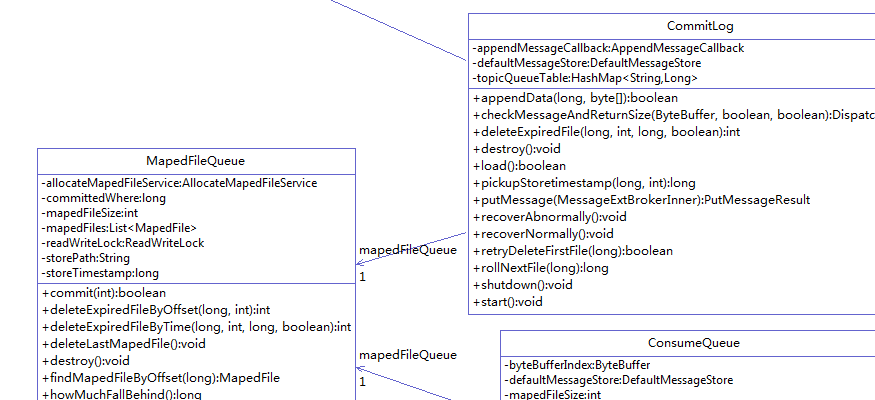 CommitLog
-appendMessageCallback:AppendMessageCallback
-defaultMessageStore:DefaultMessageStore
-topicQueueTable:HashMap<String,Long>
+appendData(long, byte[]):boolean
+checkMessageAndReturnSize(ByteBuffer, boolean, boolean):Dispatc
+deleteExpiredFile(long, int, long, boolean):int
+destroy():void
+load():boolean
+pickupStoretimestamp(long, int):long
+putMessage(MessageExtBrokerInner):PutMessageResult
+recoverAbnormally():void
+recoverNormally():void
+retryDeleteFirstFile(long):boolean
+rollNextFile(long):long
+shutdown():void
+start():void
MapedFileQueue
-allocateMapedFileService:AllocateMapedFileService
-committedWhere:long
-mapedFileSize:int
-mapedFiles:List<MapedFile>
-readWriteLock:ReadWriteLock
-storePath:String
-storeTimestamp:long
+commit(int):boolean
+deleteExpiredFileByOffset(long, int):int
+deleteExpiredFileByTime(long, int, long, boolean):int
+deleteLastMapedFile():void
+destroy():void
+findMapedFileByOffset(long):MapedFile
+howMuchFallBehind():long
mapedFileQueue
1
mapedFileQueue
1
ConsumeQueue
-byteBufferIndex:ByteBuffer
-defaultMessageStore:DefaultMessageStore
-mapedFileSize:int